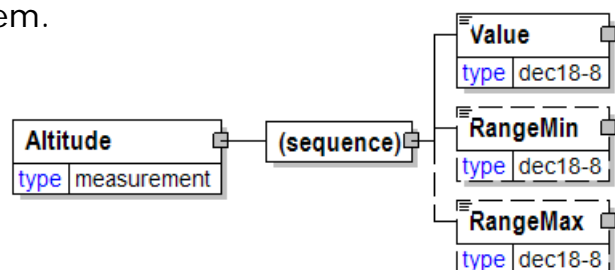 em.
Value
type dec18-8
RangeMin
type dec18-8
Altitude
type measurement
(sequence)
RangeMax
type dec18-8